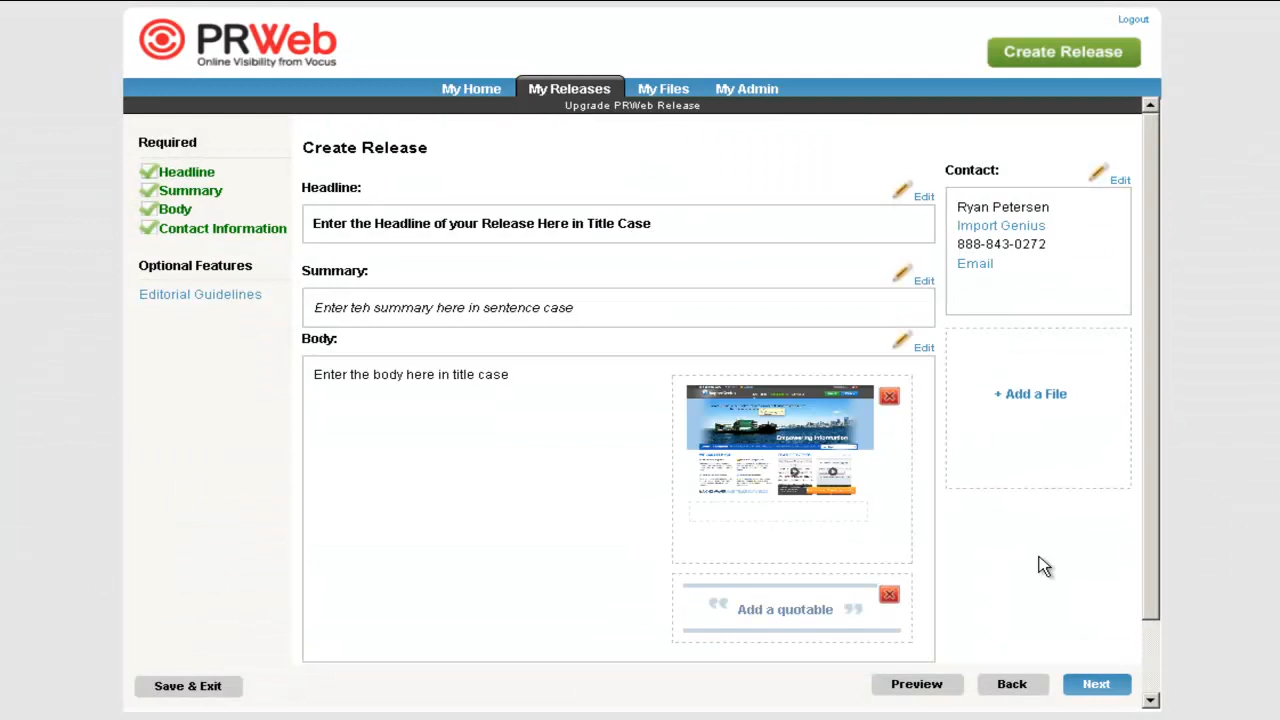 PRWeb
Online Visibility from Vocus
Logout
Create Release
My Home
My Releases
My Files
My Admin
Upgrade PRWeb Release
Required
Headline
Summary
Body
Contact Information
Optional Features
Editorial Guidelines
Create Release
Headline:
Edit
Enter the Headline of your Release Here in Title Case
Summary:
Edit
Enter teh summary here in sentence case
Body:
Edit
Enter the body here in title case
Empowering Information
“ Add a quotable ”
Contact:
Edit
Ryan Petersen
Import Genius
888-843-0272
Email
+ Add a File
Save & Exit
Preview
Back
Next